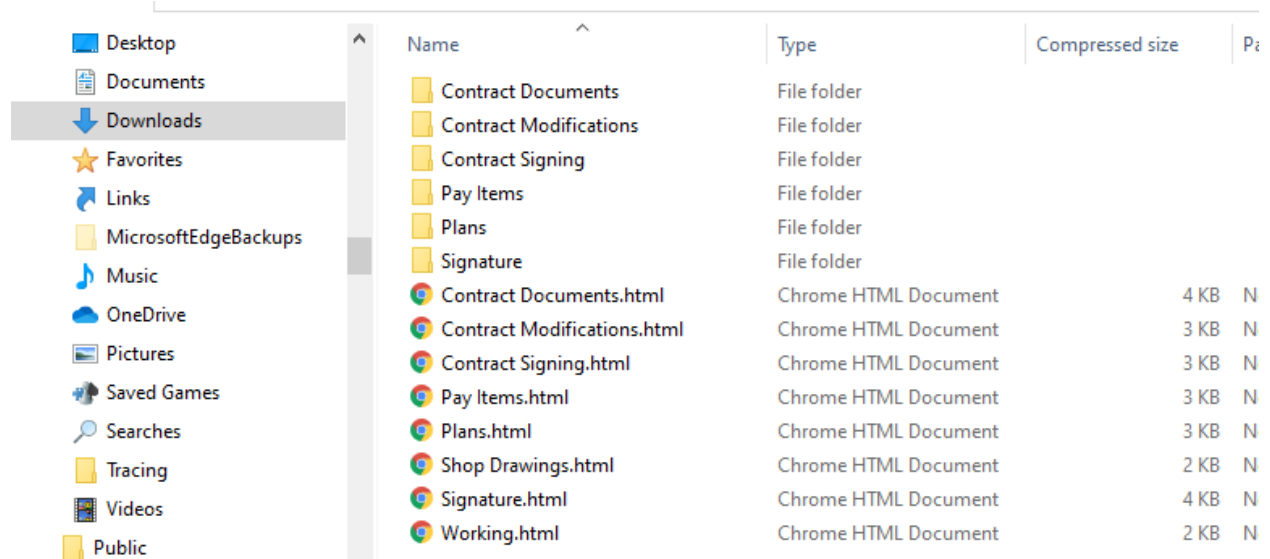 Desktop
Documents
Downloads
Favorites
Links
MicrosoftEdgeBackups
Music
OneDrive
Pictures
Saved Games
Searches
Tracing
Videos
Public
Name Type Compressed size Pa
Contract Documents File folder
Contract Modifications File folder
Contract Signing File folder
Pay Items File folder
Plans File folder
Signature File folder
Contract Documents.html Chrome HTML Document 4 KB N
Contract Modifications.html Chrome HTML Document 3 KB N
Contract Signing.html Chrome HTML Document 3 KB N
Pay Items.html Chrome HTML Document 3 KB N
Plans.html Chrome HTML Document 3 KB N
Shop Drawings.html Chrome HTML Document 2 KB N
Signature.html Chrome HTML Document 4 KB N
Working.html Chrome HTML Document 2 KB N